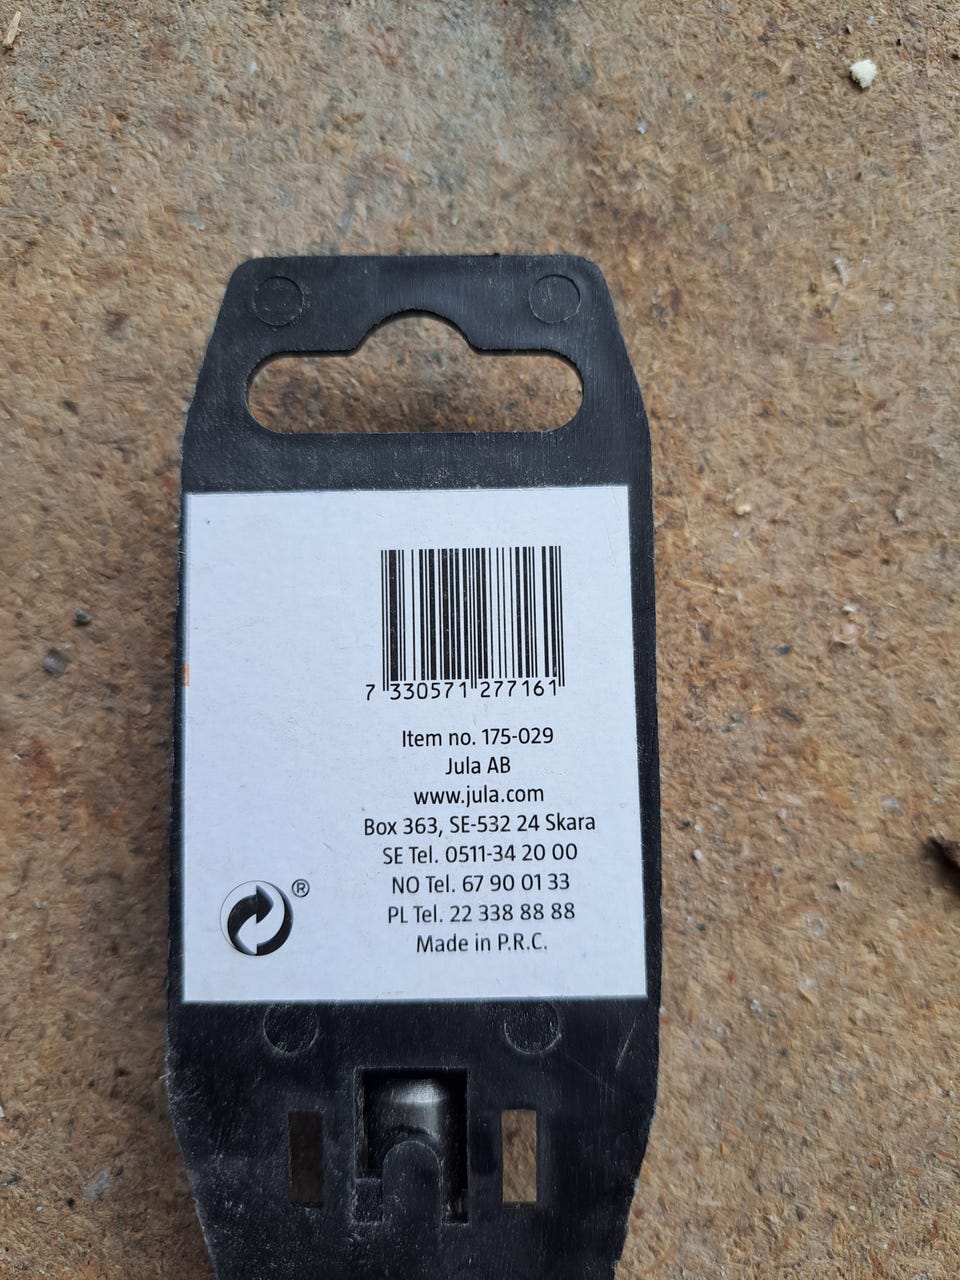 7 330571 277161
Item no. 175-029
Jula AB
www.jula.com
Box 363, SE-532 24 Skara
SE Tel. 0511-34 20 00
NO Tel. 67 90 01 33
PL Tel. 22 338 88 88
Made in P.R.C.
®